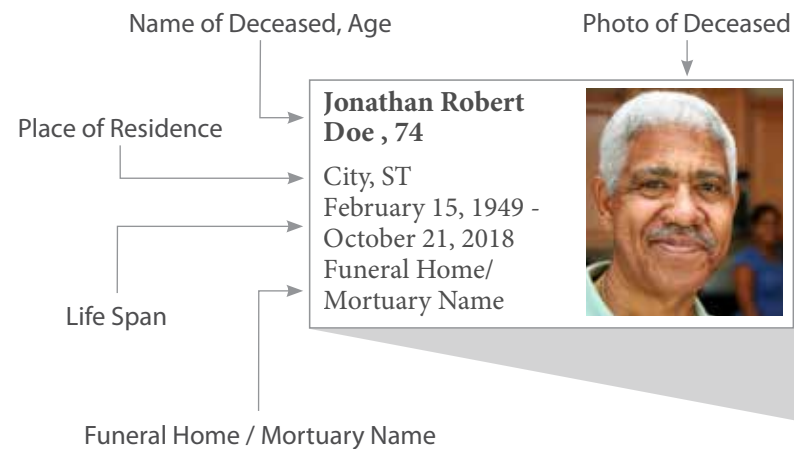 Name of Deceased, Age
Photo of Deceased
Place of Residence
Jonathan Robert
Doe , 74
City, ST
February 15, 1949 -
October 21, 2018
Funeral Home/
Mortuary Name
Life Span
Funeral Home / Mortuary Name